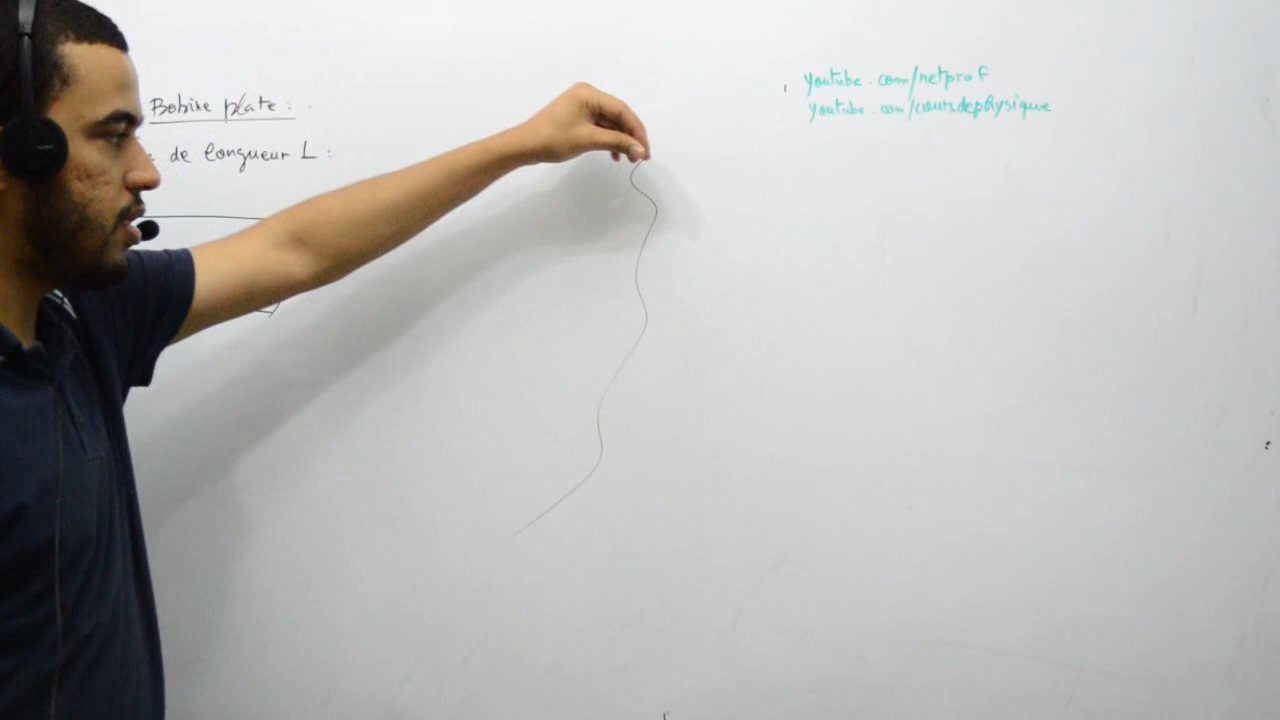 Bobine plate :
de longueur L :
youtube.com/netprof
youtube.com/coursdephysique